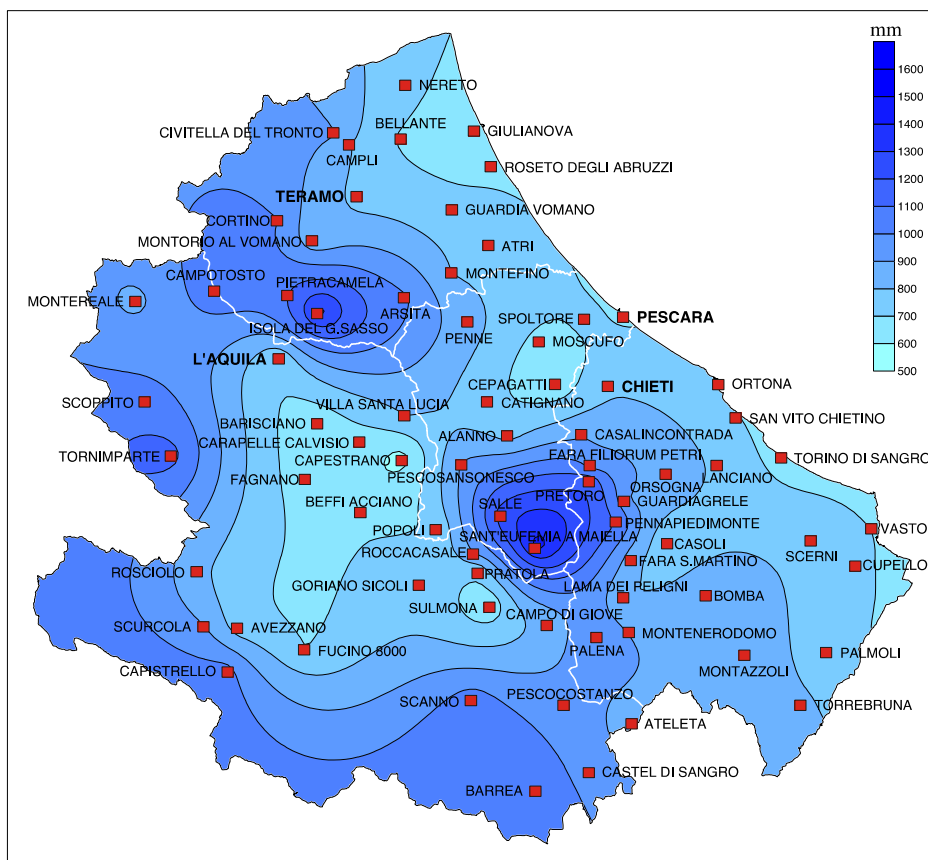 mm
1600
1500
1400
1300
1200
1100
1000
900
800
700
600
500
NERETO
BELLANTE
CIVITELLA DEL TRONTO
GIULIANOVA
CAMPLI
ROSETO DEGLI ABRUZZI
TERAMO
GUARDIA VOMANO
CORTINO
MONTORIO AL VOMANO
ATRI
CAMPOTOSTO
PIETRACAMELA
MONTEFINO
MONTEREALE
ARSITA
ISOLA DEL G.SASSO
SPOLTORE
PESCARA
PENNE
MOSCUFO
L'AQUILA
CEPAGATTI
CHIETI
ORTONA
SCOPPITO
VILLA SANTA LUCIA
CATIGNANO
SAN VITO CHIETINO
BARISCIANO
ALANNO
CASALINCONTRADA
CARAPELLE CALVISIO
TORNIMPARTE
CAPESTRANO
FARA FILIORUM PETRI
TORINO DI SANGRO
FAGNANO
PESCOSANSONESCO
LANCIANO
ORSOGNA
PRETORO
BEFFI ACCIANO
SALLE
GUARDIAGRELE
POPOLI
PENNAPIEDIMONTE
VASTO
SANT'EUFEMIA A MAIELLA
CASOLI
SCERNI
ROCCACASALE
FARA S.MARTINO
CUPELLO
ROSCIOLO
PRATOLA
GORIANO SICOLI
LAMA DEI PELIGNI
BOMBA
SULMONA
CAMPO DI GIOVE
SCURCOLA
AVEZZANO
MONTENERODOMO
FUCINO 8000
PALENA
PALMOLI
CAPISTRELLO
MONTAZZOLI
SCANNO
PESCOCOSTANZO
TORREBRUNA
ATELETA
CASTEL DI SANGRO
BARREA